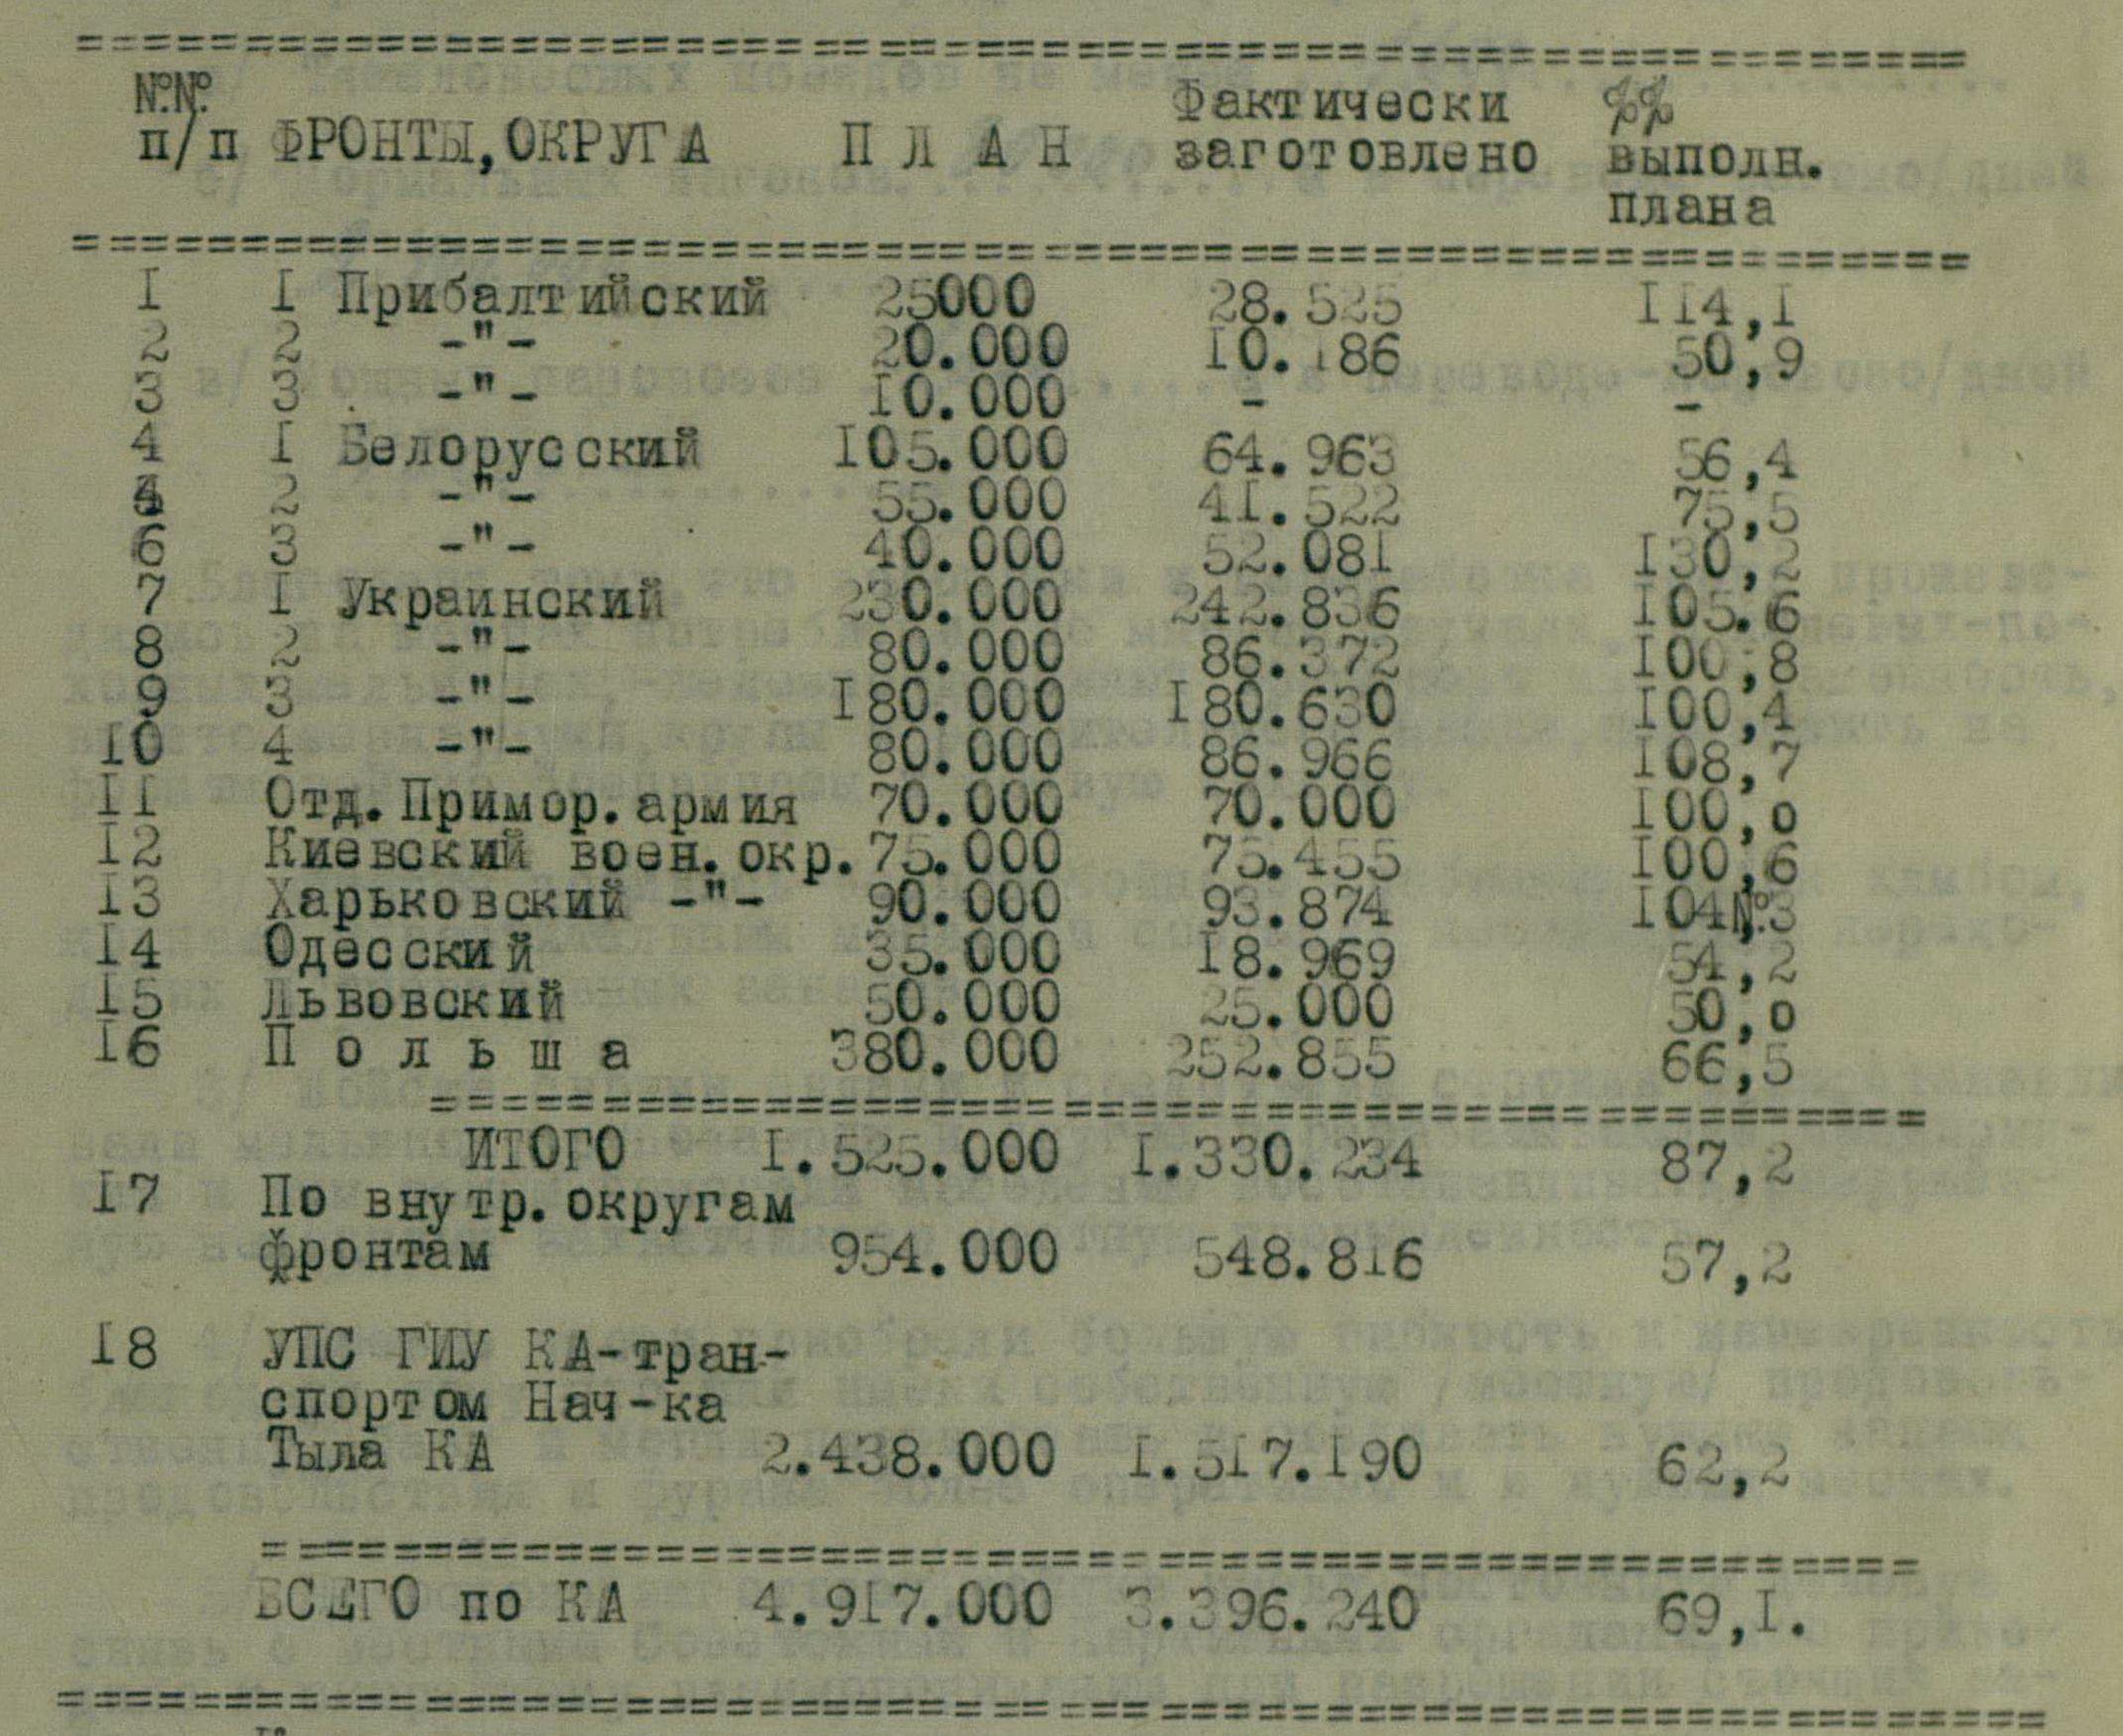 №№ Фактически %%
п/п ФРОНТЫ, ОКРУГА П Л А Н заготовлено выполн.
плана
I I Прибалтийский 25000 28.525 II4,I
2 2 -"- 20.000 I0.186 50,9
3 3 -"- I0.000 - -
4 I Белорусский I05.000 64.963 56,4
2 -"- 55.000 4I.522 75,5
6 3 -"- 40.000 52.08I I30,2
7 I Украинский 230.000 242.836 I05.6
8 2 -"- 80.000 86.372 I00,8
9 3 -"- I80.000 I80.630 I00,4
I0 4 -"- 80.000 86.966 I08,7
II Отд. Примор. армия 70.000 70.000 I00,о
I2 Киевский воен. окр. 75.000 75.455 I00,6
I3 Харьковский -"- 90.000 93.874 I04№3
I4 Одесский 35.000 I8.969 54,2
I5 Львовский 50.000 25.000 50,о
I6 П о л ь ш а 380.000 252.855 66,5
ИТОГО I.525.000 I.330.234 87,2
I7 По внутр. округам
фронтам 954.000 548.816 57,2
I8 УПС ГИУ КА-тран-
спортом Нач-ка
Тыла КА 2.438.000 I.5I7.I90 62,2
ВСЕГО по КА 4.9I7.000 3.396.240 69,I.